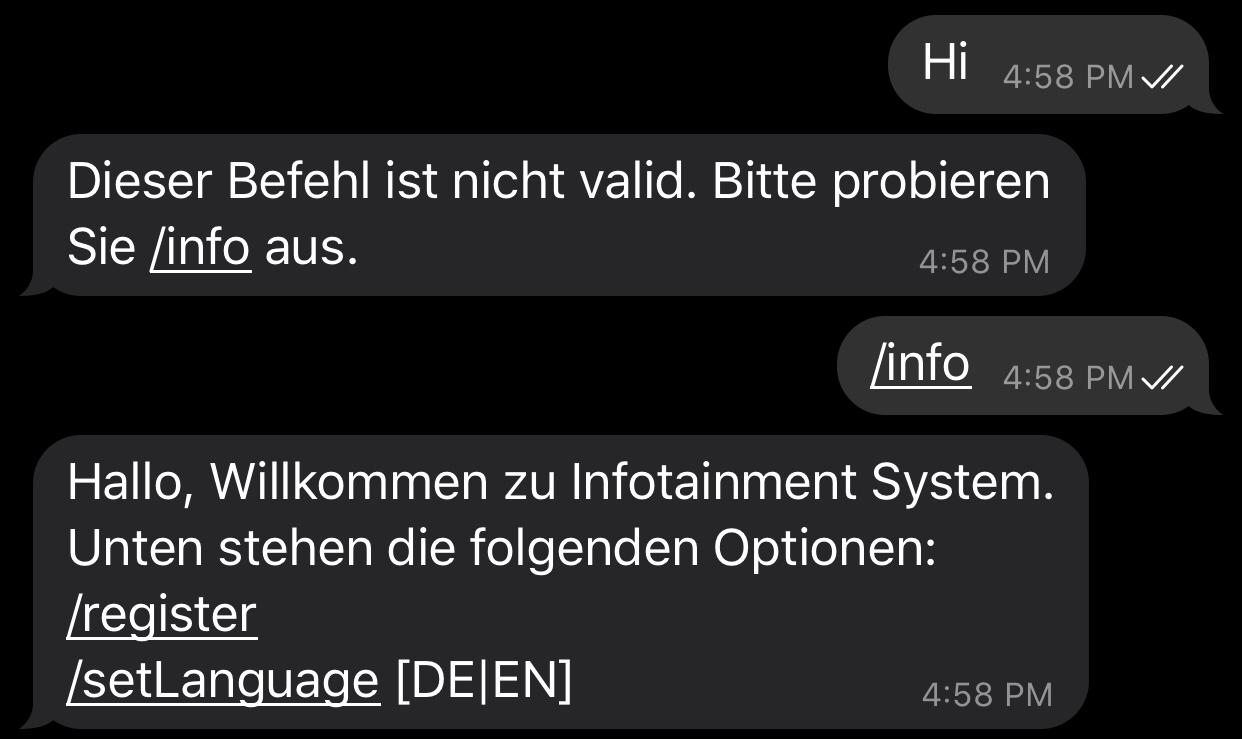 Hi 4:58 PM
Dieser Befehl ist nicht valid. Bitte probieren
Sie /info aus. 4:58 PM
/info 4:58 PM
Hallo, Willkommen zu Infotainment System.
Unten stehen die folgenden Optionen:
/register
/setLanguage [DE|EN] 4:58 PM